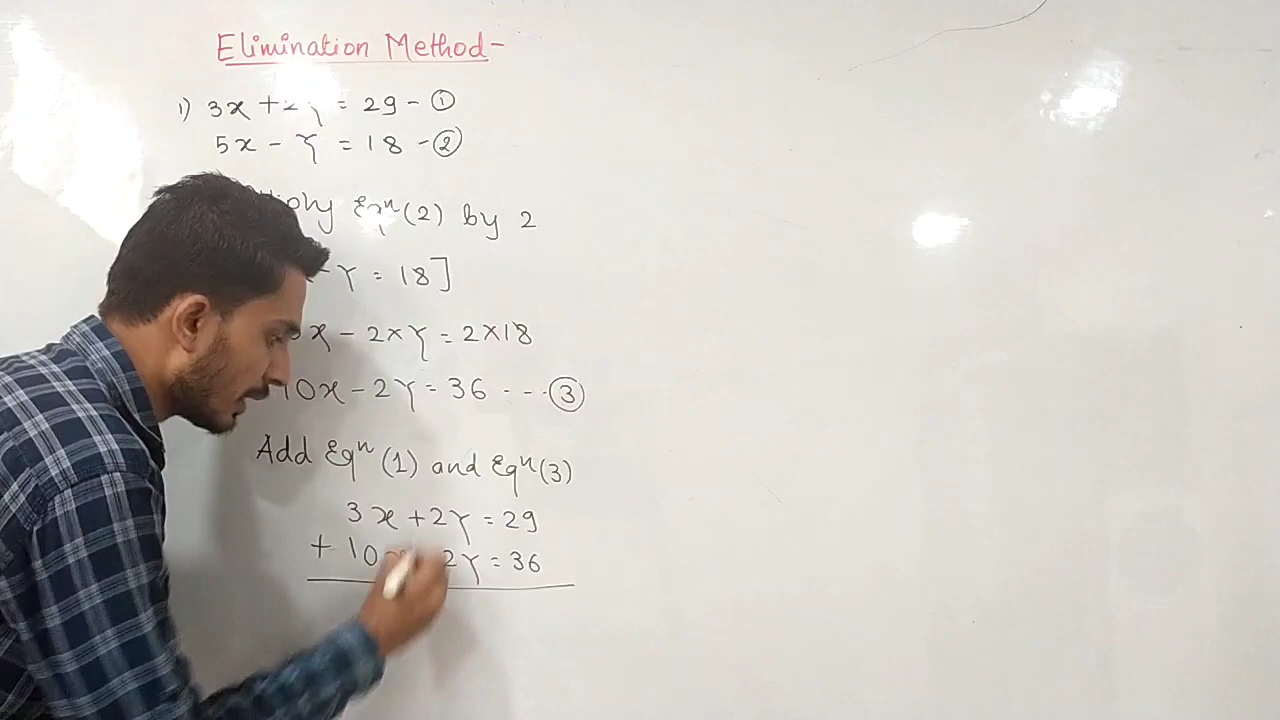 Elimination Method-
1) 3x + 2y = 29 - ①
5x - y = 18 - ②
Eqⁿ(2) by 2
- y = 18]
x - 2×y = 2×18
10x - 2y = 36 - - - ③
Add Eqⁿ(1) and Eqⁿ(3)
3x + 2y = 29
+ 10x 2y = 36